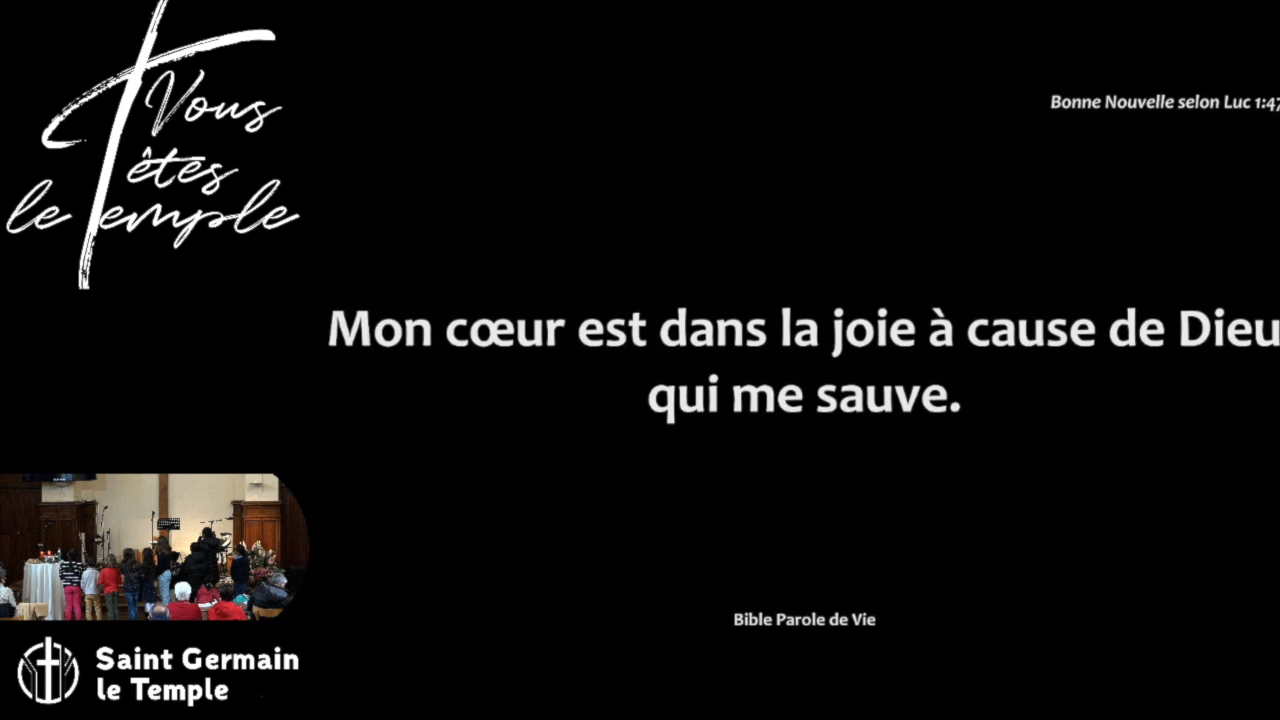 Vous
êtes
le Temple
Bonne Nouvelle selon Luc 1:47
Mon cœur est dans la joie à cause de Dieu
qui me sauve.
Bible Parole de Vie
Saint Germain
le Temple